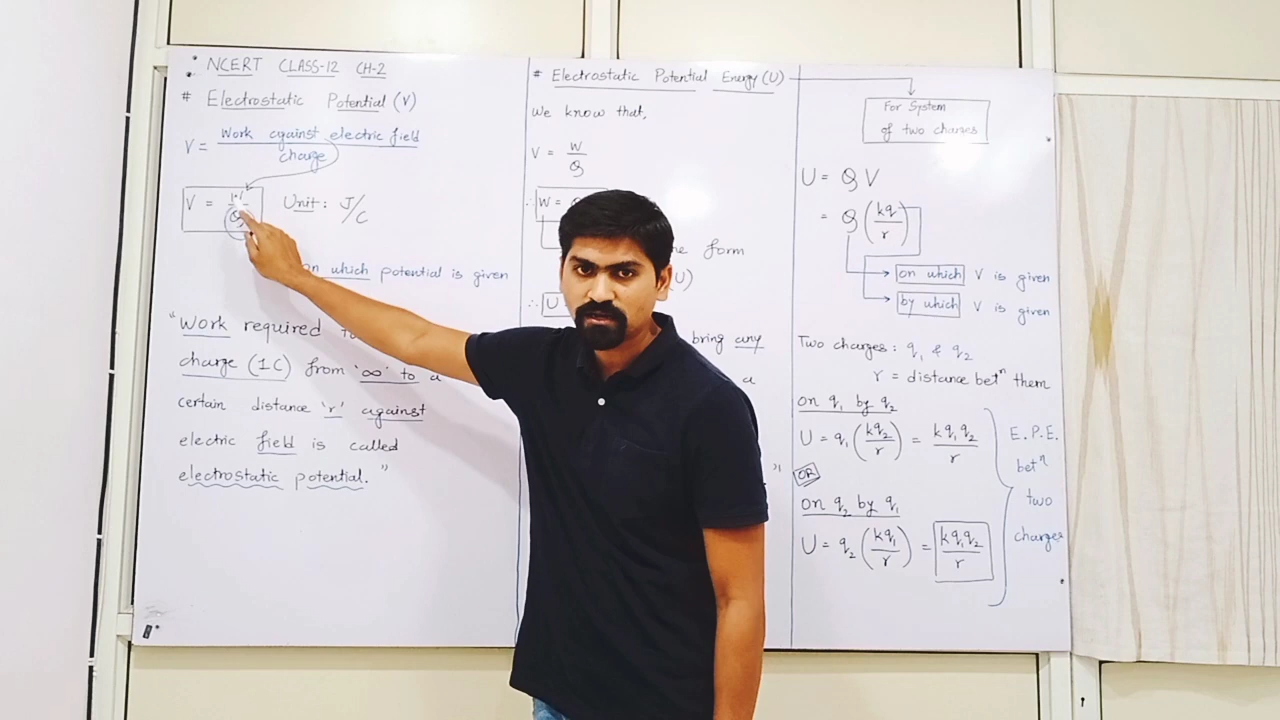 NCERT CLASS-12 CH-2
# Electrostatic Potential (V)
V = Work against electric field / charge
V = W/Q Unit: J/C
on which potential is given
"Work required
charge (1C) from '∞' to a
certain distance 'r' against
electric field is called
electrostatic potential."
# Electrostatic Potential Energy (U)
We know that,
V = W/Q
∴ W =
form
(U)
∴ U
bring any
a
"
For System
of two charges
U = QV
= Q (kq/r)
on which V is given
by which V is given
Two charges: q₁ & q₂
r = distance betⁿ them
on q₁ by q₂
U = q₁ (kq₂/r) = kq₁q₂/r
OR
on q₂ by q₁
U = q₂ (kq₁/r) = kq₁q₂/r
E.P.E.
betⁿ
two
charges